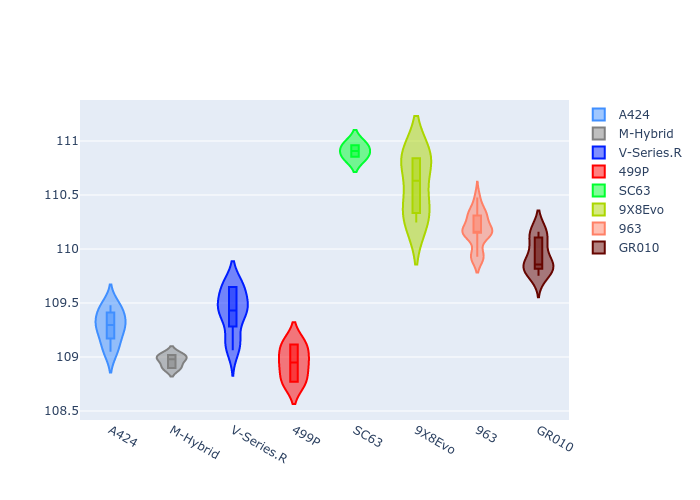 111
110.5
110
109.5
109
108.5
A424
M-Hybrid
V-Series.R
499P
SC63
9X8Evo
963
GR010
A424
M-Hybrid
V-Series.R
499P
SC63
9X8Evo
963
GR010